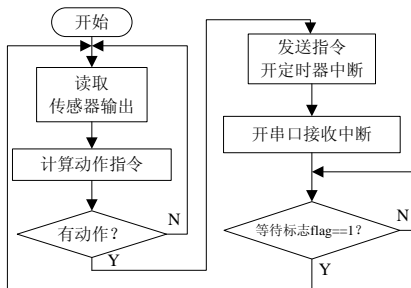 开始
读取
传感器输出
计算动作指令
有动作？
N
Y
发送指令
开定时器中断
开串口接收中断
等待标志flag==1？
N
Y